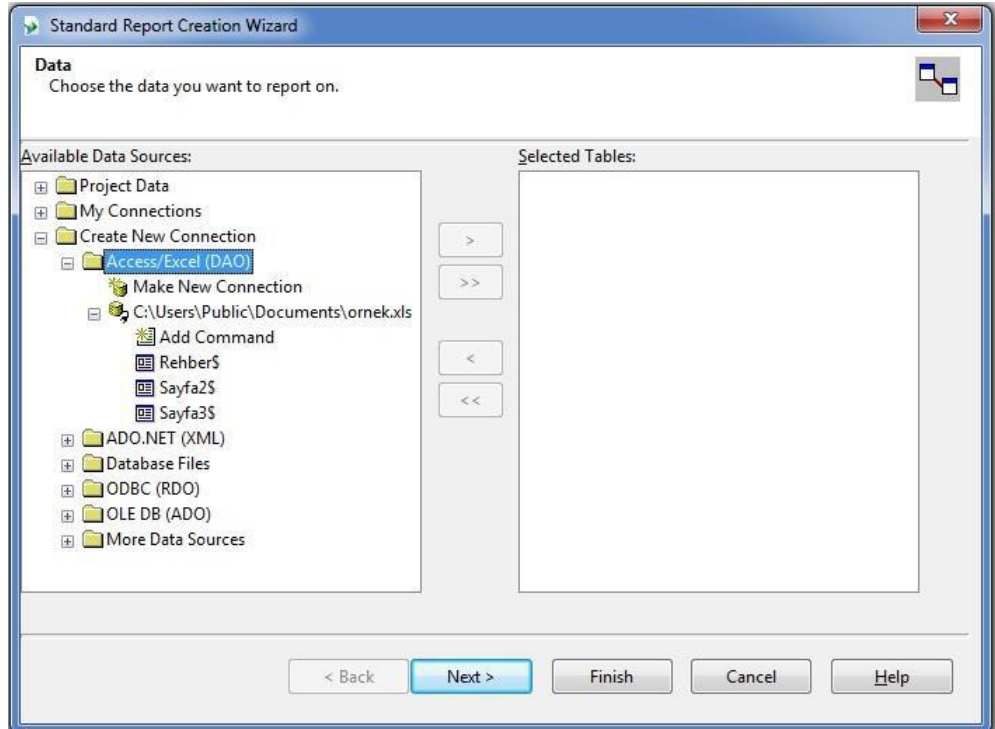 Standard Report Creation Wizard
Data
Choose the data you want to report on.
Available Data Sources:
Project Data
My Connections
Create New Connection
Access/Excel (DAO)
Make New Connection
C:\Users\Public\Documents\ornek.xls
Add Command
Rehber$
Sayfa2$
Sayfa3$
ADO.NET (XML)
Database Files
ODBC (RDO)
OLE DB (ADO)
More Data Sources
>
>>
<
<<
Selected Tables:
< Back
Next >
Finish
Cancel
Help